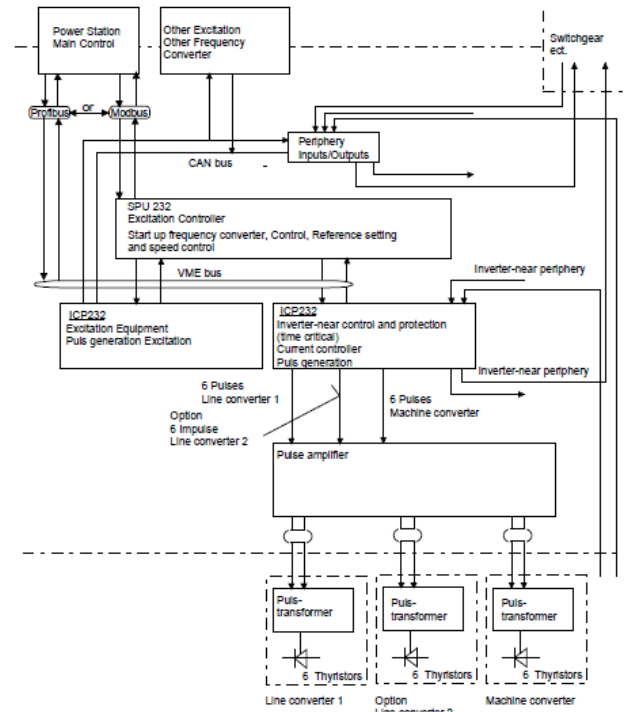 Power Station
Main Control
Other Excitation
Other Frequency
Converter
Switchgear
ect.
Profibus
or
Modbus
CAN bus
Periphery
Inputs/Outputs
SPU 232
Excitation Controller
Start up frequency converter, Control, Reference setting
and speed control
VME bus
Inverter-near periphery
ICP232
Excitation Equipment
Puls generation Excitation
ICP232
Inverter-near control and protection
(time critical)
Current controller
Puls generation
Inverter-near periphery
6 Pulses
Line converter 1
Option
6 Impulse
Line converter 2
6 Pulses
Machine converter
Pulse amplifier
Puls-
transformer
6 Thyristors
Puls-
transformer
6 Thyristors
Puls-
transformer
6 Thyristors
Line converter 1
Option
Line converter 2
Machine converter